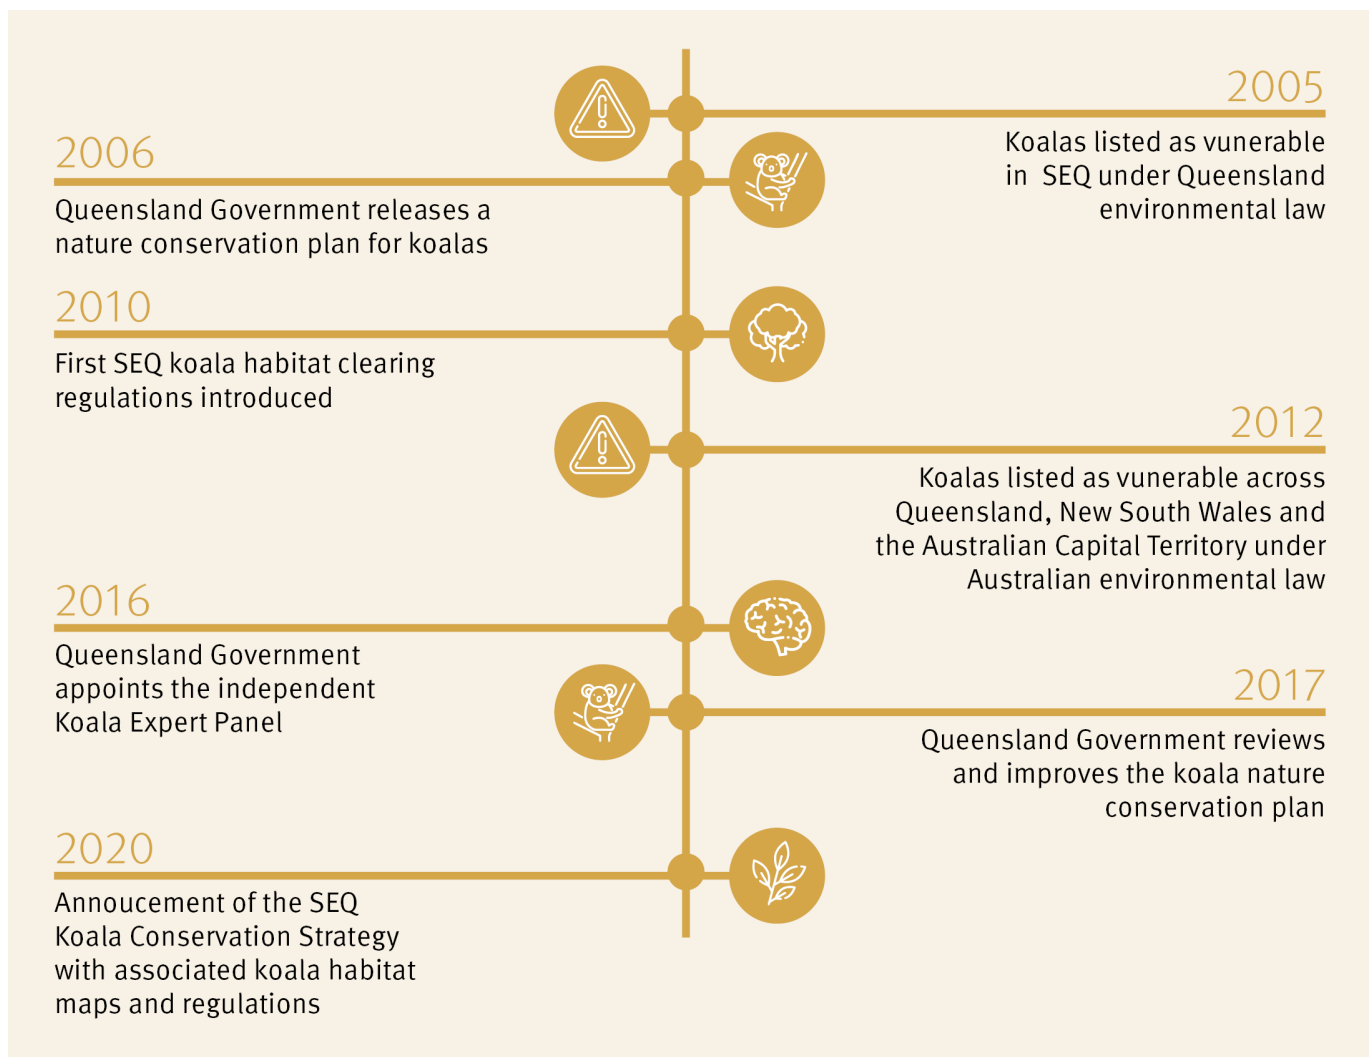 2005
Koalas listed as vunerable
in SEQ under Queensland
environmental law
2006
Queensland Government releases a
nature conservation plan for koalas
2010
First SEQ koala habitat clearing
regulations introduced
2012
Koalas listed as vunerable across
Queensland, New South Wales and
the Australian Capital Territory under
Australian environmental law
2016
Queensland Government
appoints the independent
Koala Expert Panel
2017
Queensland Government reviews
and improves the koala nature
conservation plan
2020
Annoucement of the SEQ
Koala Conservation Strategy
with associated koala habitat
maps and regulations